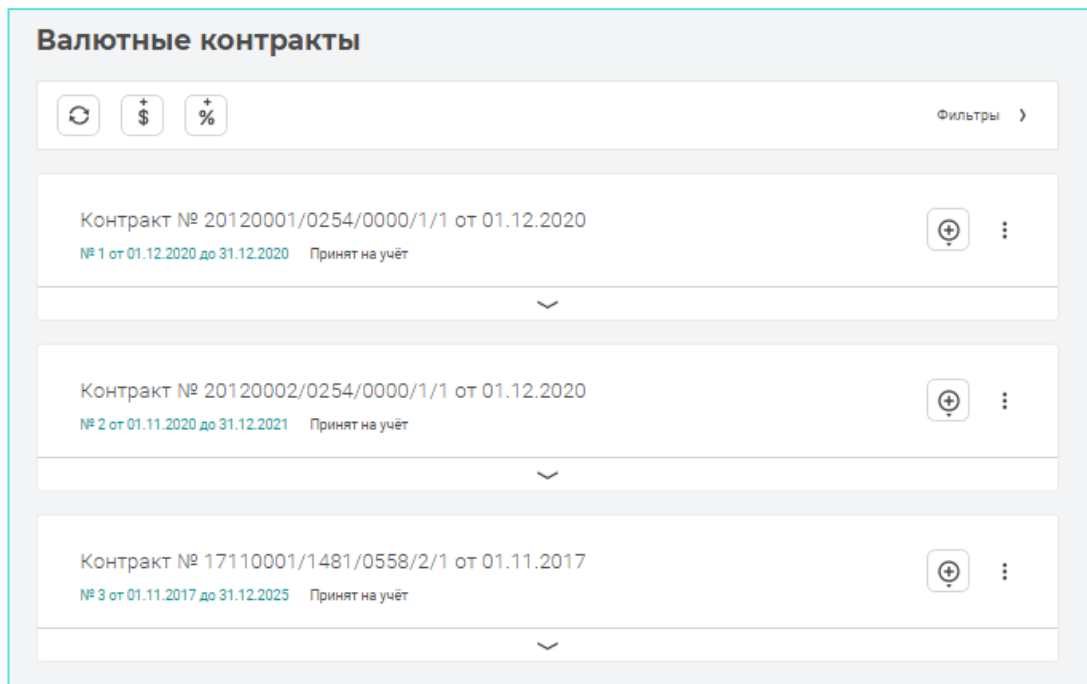 Валютные контракты
+ $ + % Фильтры
Контракт № 20120001/0254/0000/1/1 от 01.12.2020
№ 1 от 01.12.2020 до 31.12.2020 Принят на учёт
Контракт № 20120002/0254/0000/1/1 от 01.12.2020
№ 2 от 01.11.2020 до 31.12.2021 Принят на учёт
Контракт № 17110001/1481/0558/2/1 от 01.11.2017
№ 3 от 01.11.2017 до 31.12.2025 Принят на учёт